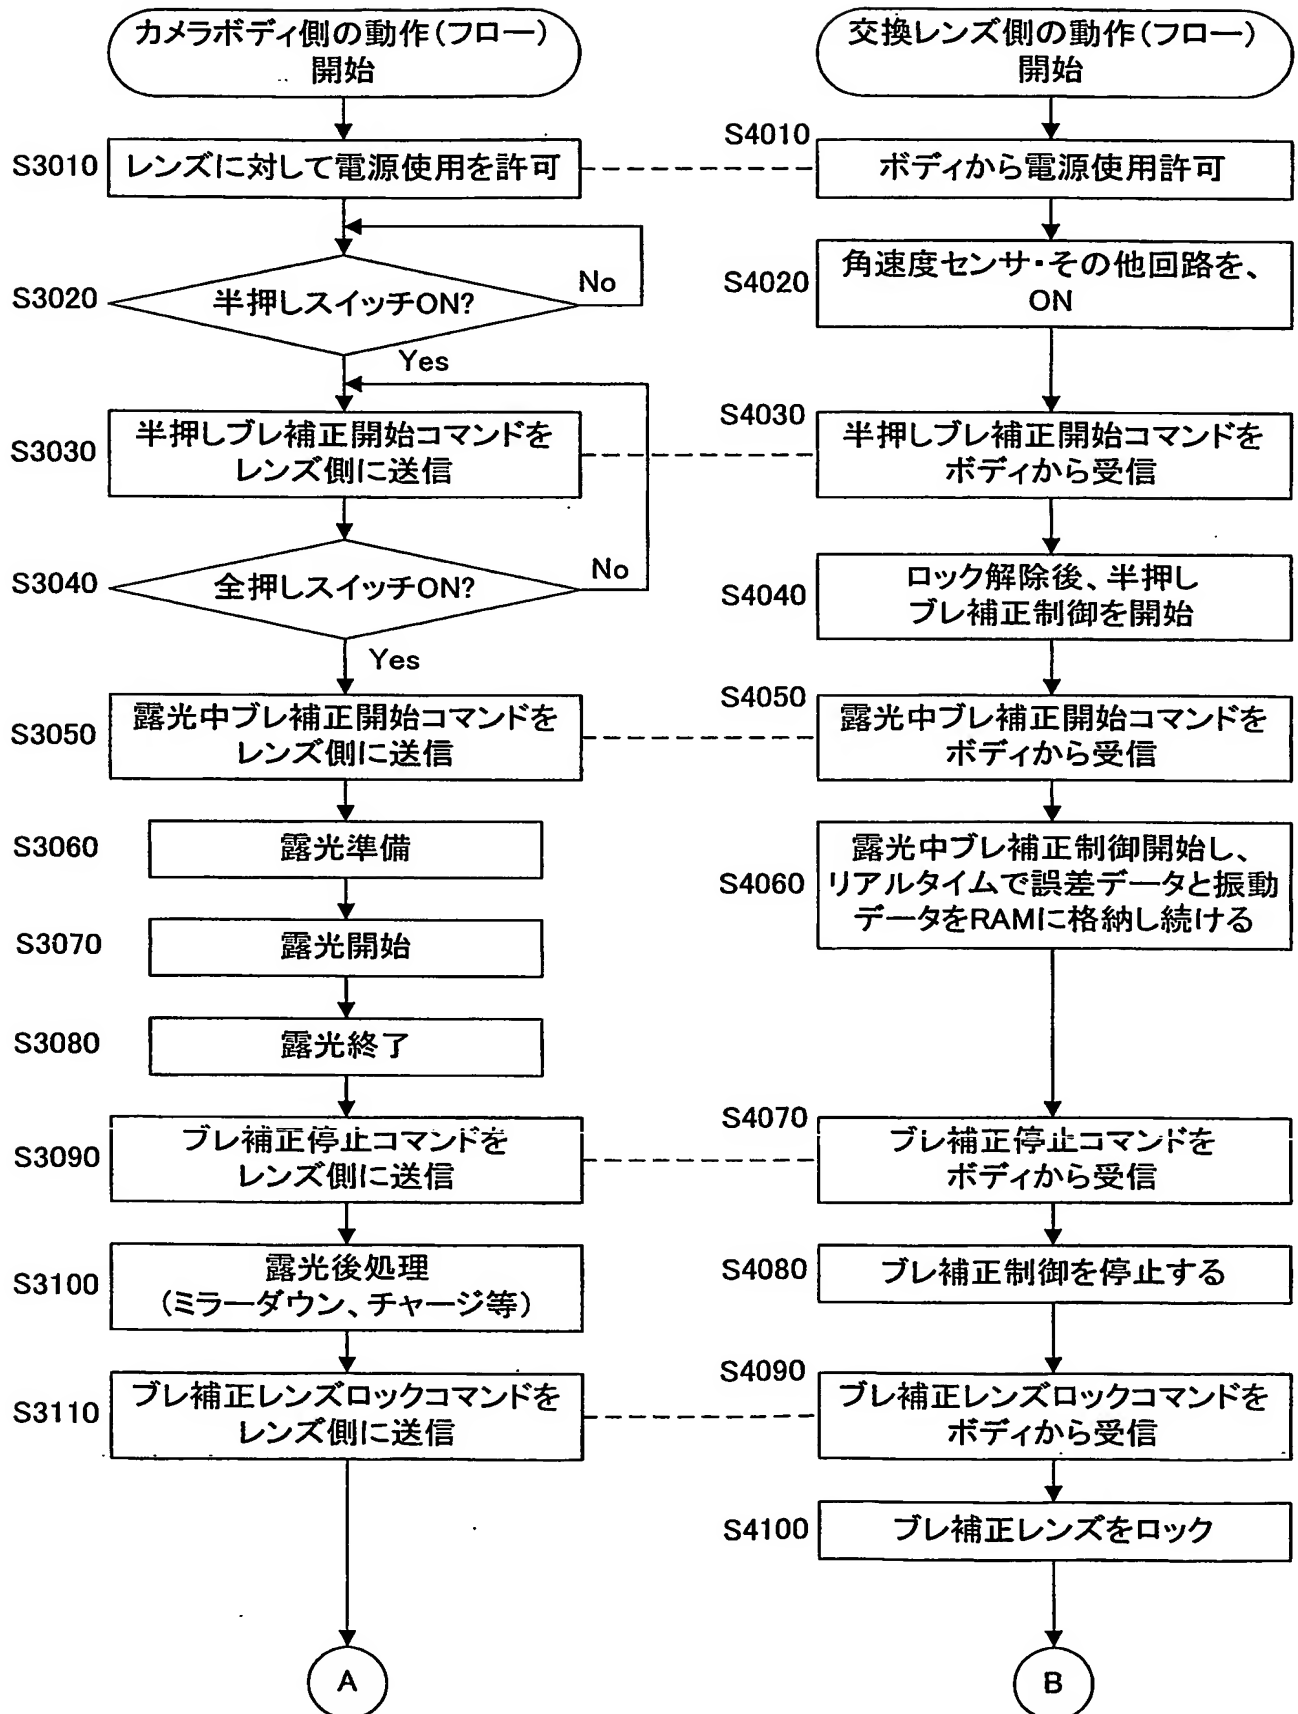 カメラボディ側の動作(フロー)
開始
S3010
レンズに対して電源使用を許可
S3020
半押しスイッチON?
No
Yes
S3030
半押しブレ補正開始コマンドを
レンズ側に送信
S3040
全押しスイッチON?
No
Yes
S3050
露光中ブレ補正開始コマンドを
レンズ側に送信
S3060
露光準備
S3070
露光開始
S3080
露光終了
S3090
ブレ補正停止コマンドを
レンズ側に送信
S3100
露光後処理
(ミラーダウン、チャージ等)
S3110
ブレ補正レンズロックコマンドを
レンズ側に送信
A
交換レンズ側の動作(フロー)
開始
S4010
ボディから電源使用許可
S4020
角速度センサ・その他回路を、
ON
S4030
半押しブレ補正開始コマンドを
ボディから受信
S4040
ロック解除後、半押し
ブレ補正制御を開始
S4050
露光中ブレ補正開始コマンドを
ボディから受信
S4060
露光中ブレ補正制御開始し、
リアルタイムで誤差データと振動
データをRAMに格納し続ける
S4070
ブレ補正停止コマンドを
ボディから受信
S4080
ブレ補正制御を停止する
S4090
ブレ補正レンズロックコマンドを
ボディから受信
S4100
ブレ補正レンズをロック
B